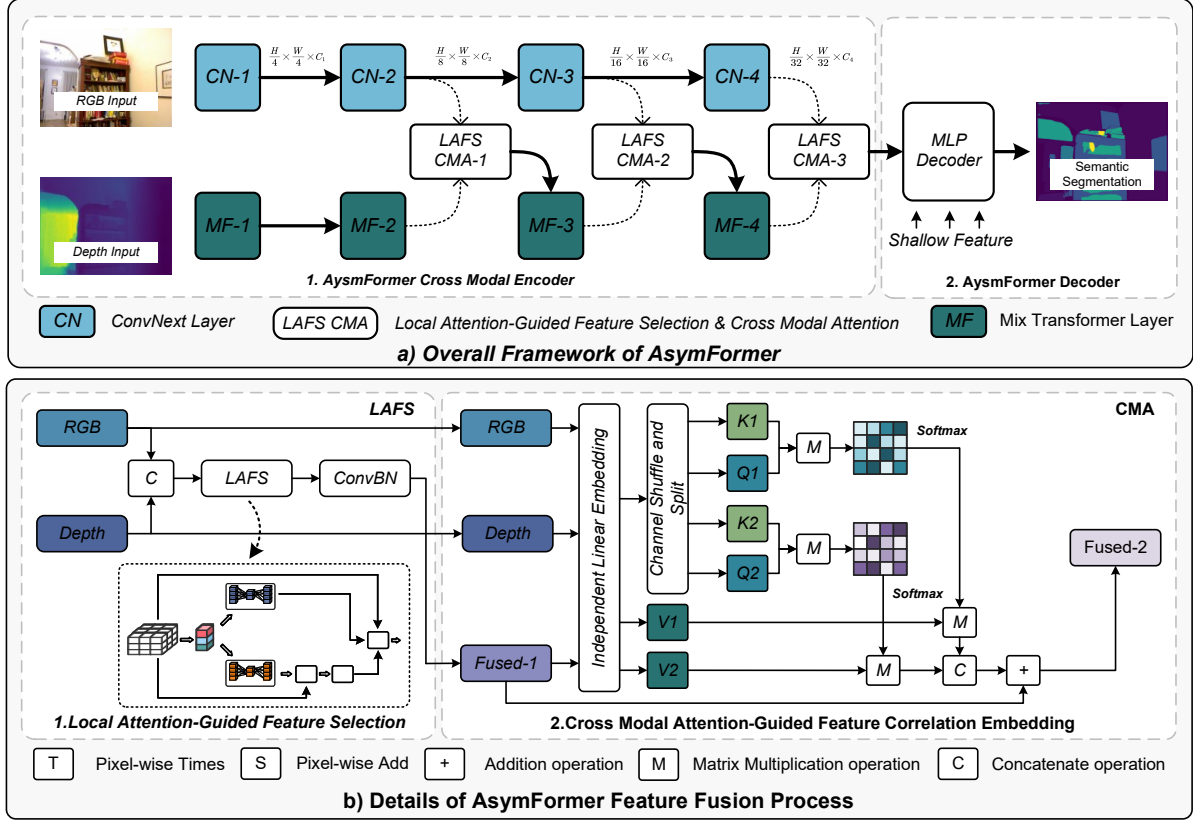 CN-1
H/4 × W/4 × C₁
CN-2
H/8 × W/8 × C₂
CN-3
H/16 × W/16 × C₃
CN-4
H/32 × W/32 × C₄
RGB Input
LAFS
CMA-1
LAFS
CMA-2
LAFS
CMA-3
MLP
Decoder
Semantic
Segmentation
MF-1
MF-2
MF-3
MF-4
Depth Input
Shallow Feature
1. AysmFormer Cross Modal Encoder
2. AysmFormer Decoder
CN
ConvNext Layer
LAFS CMA
Local Attention-Guided Feature Selection & Cross Modal Attention
MF
Mix Transformer Layer
a) Overall Framework of AsymFormer
LAFS
CMA
RGB
C
LAFS
ConvBN
Depth
RGB
Depth
Fused-1
Independent Linear Embedding
Channel Shuffle and
Split
K1
Q1
K2
Q2
V1
V2
M
M
Softmax
Softmax
M
M
C
+
Fused-2
1.Local Attention-Guided Feature Selection
2.Cross Modal Attention-Guided Feature Correlation Embedding
T
Pixel-wise Times
S
Pixel-wise Add
+
Addition operation
M
Matrix Multiplication operation
C
Concatenate operation
b) Details of AsymFormer Feature Fusion Process